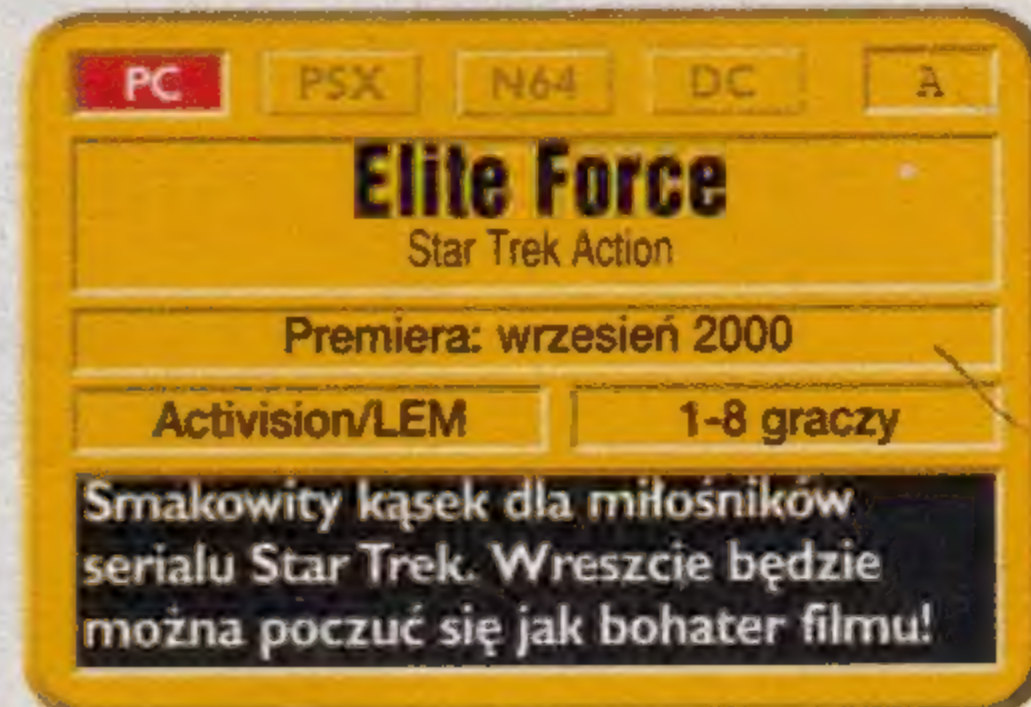 PC PSX N64 DC A
Elite Force
Star Trek Action
Premiera: wrzesień 2000
Activision/LEM 1-8 graczy
Smakowity kąsek dla miłośników
serialu Star Trek. Wreszcie będzie
można poczuć się jak bohater filmu!